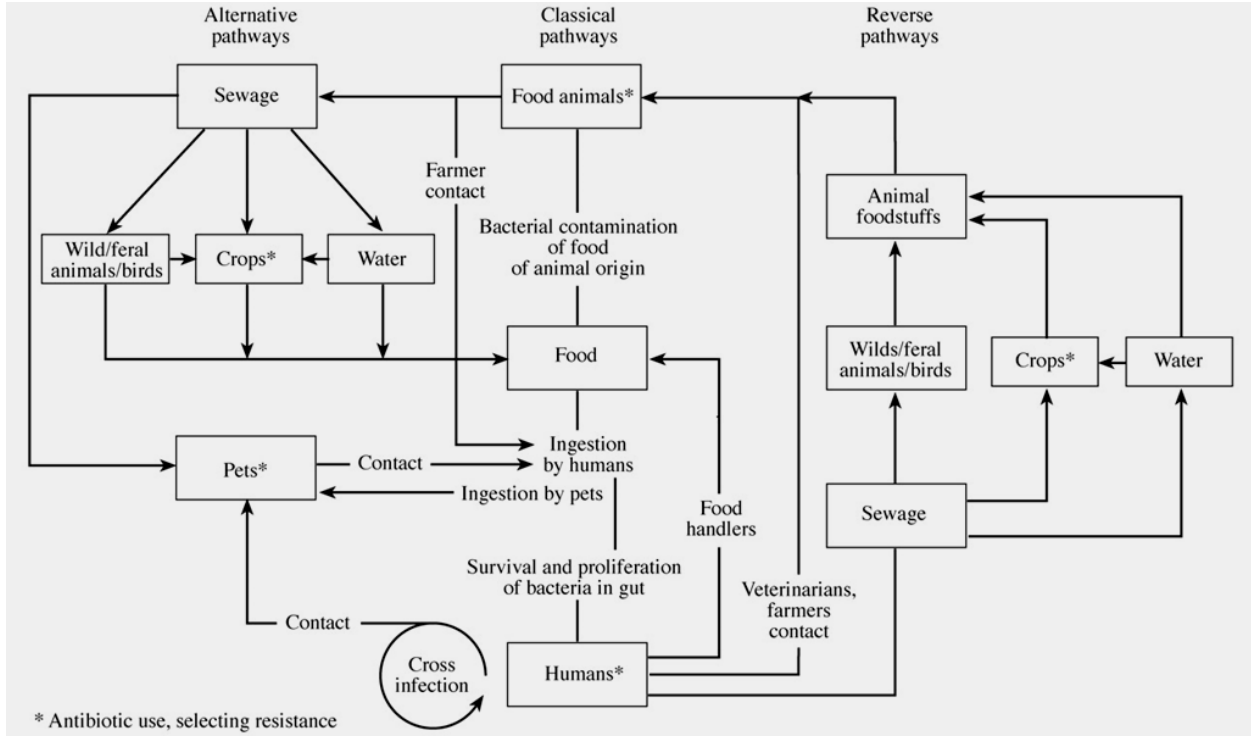 Alternative
pathways
Classical
pathways
Reverse
pathways
Sewage
Food animals*
Farmer
contact
Animal
foodstuffs
Bacterial contamination
of food
of animal origin
Wild/feral
animals/birds
Crops*
Water
Food
Wilds/feral
animals/birds
Crops*
Water
Ingestion
by humans
Pets*
Contact
Ingestion by pets
Food
handlers
Sewage
Survival and proliferation
of bacteria in gut
Veterinarians,
farmers
contact
Contact
Cross
infection
Humans*
* Antibiotic use, selecting resistance